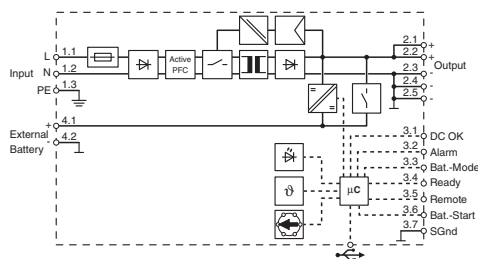 L 1.1
Input N 1.2
PE 1.3
Active
PFC
2.1 +
2.2 +
Output
2.3 -
2.4 -
2.5 -
+ 4.1
External
Battery - 4.2
ϑ
µC
3.1 DC OK
3.2 Alarm
3.3 Bat.-Mode
3.4 Ready
3.5 Remote
3.6 Bat.-Start
3.7 SGnd